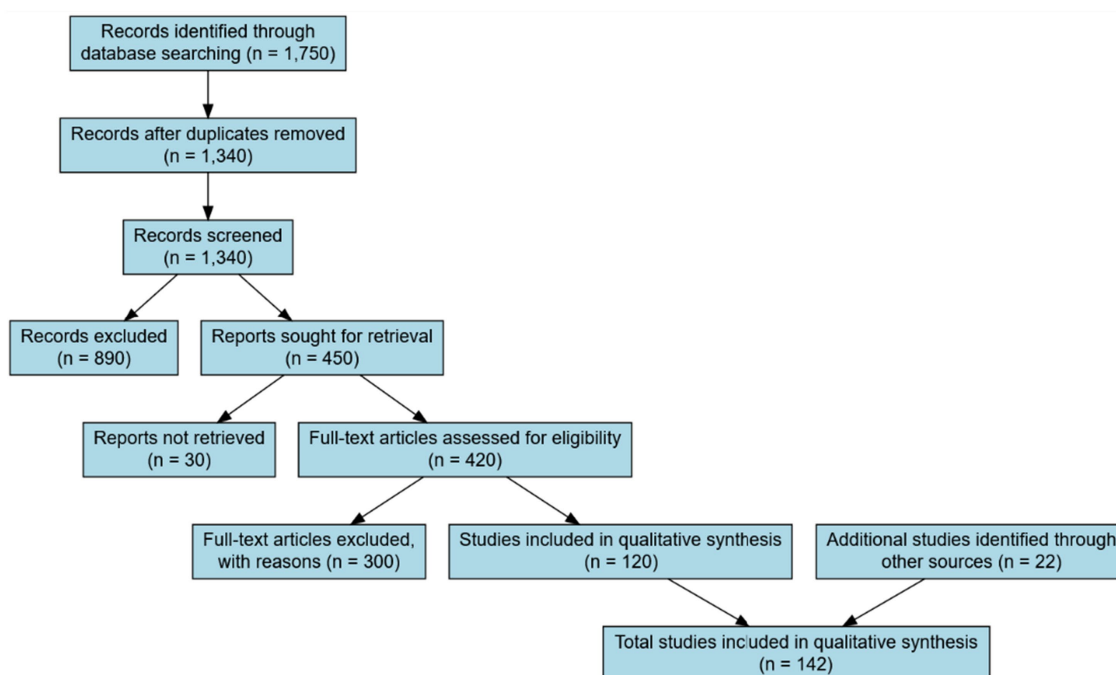 Records identified through
database searching (n = 1,750)
Records after duplicates removed
(n = 1,340)
Records screened
(n = 1,340)
Records excluded
(n = 890)
Reports sought for retrieval
(n = 450)
Reports not retrieved
(n = 30)
Full-text articles assessed for eligibility
(n = 420)
Full-text articles excluded,
with reasons (n = 300)
Studies included in qualitative synthesis
(n = 120)
Additional studies identified through
other sources (n = 22)
Total studies included in qualitative synthesis
(n = 142)